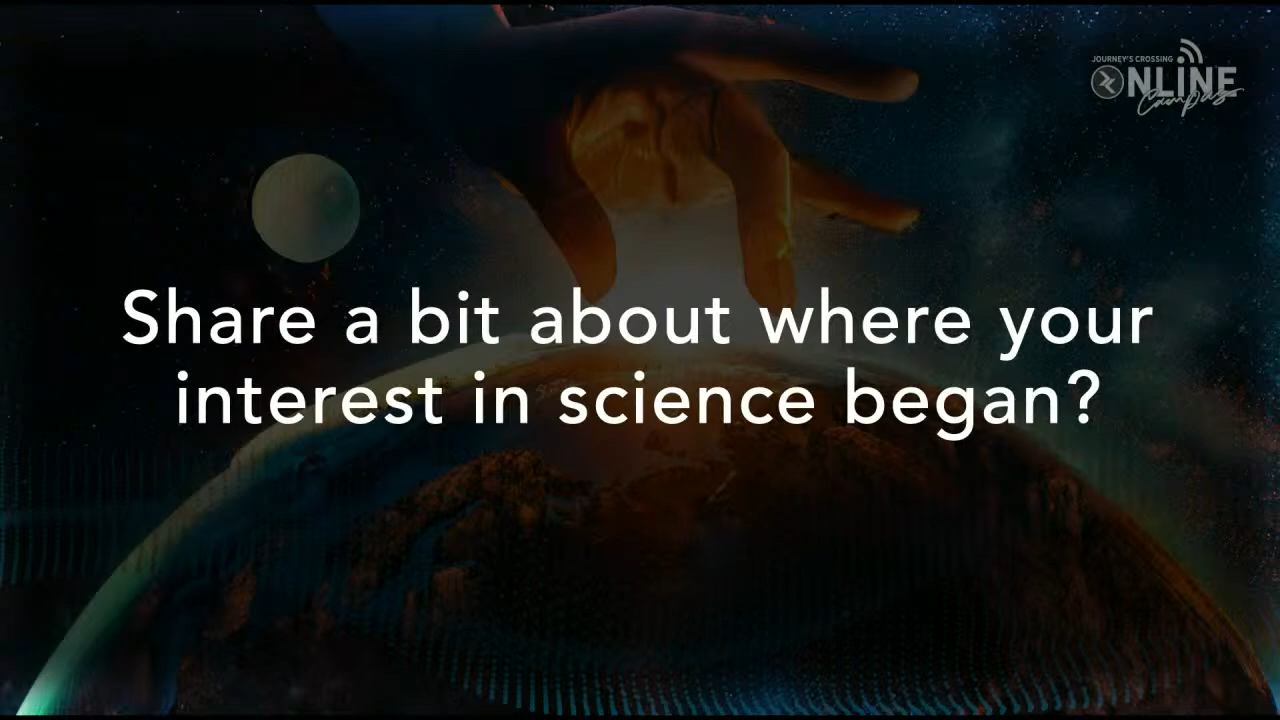 JOURNEY'S CROSSING
ONLINE
Campus
Share a bit about where your
interest in science began?